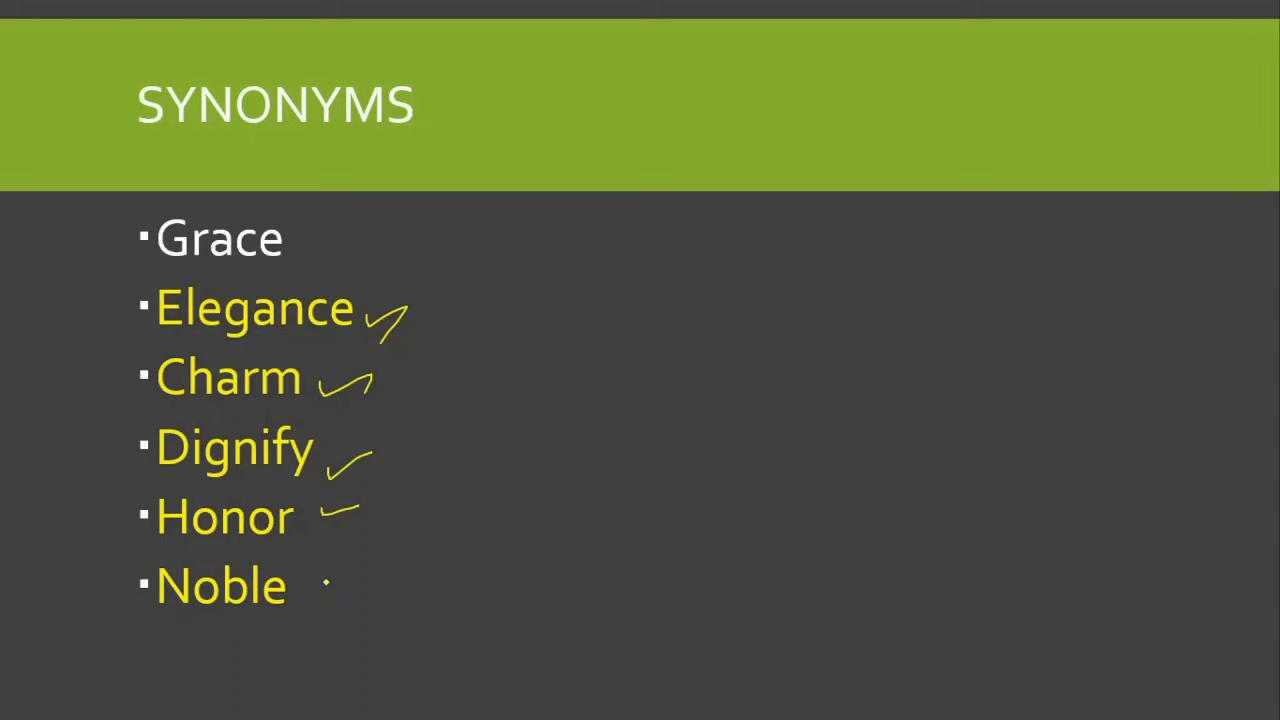 SYNONYMS
▪Grace
▪Elegance
▪Charm
▪Dignify
▪Honor
▪Noble